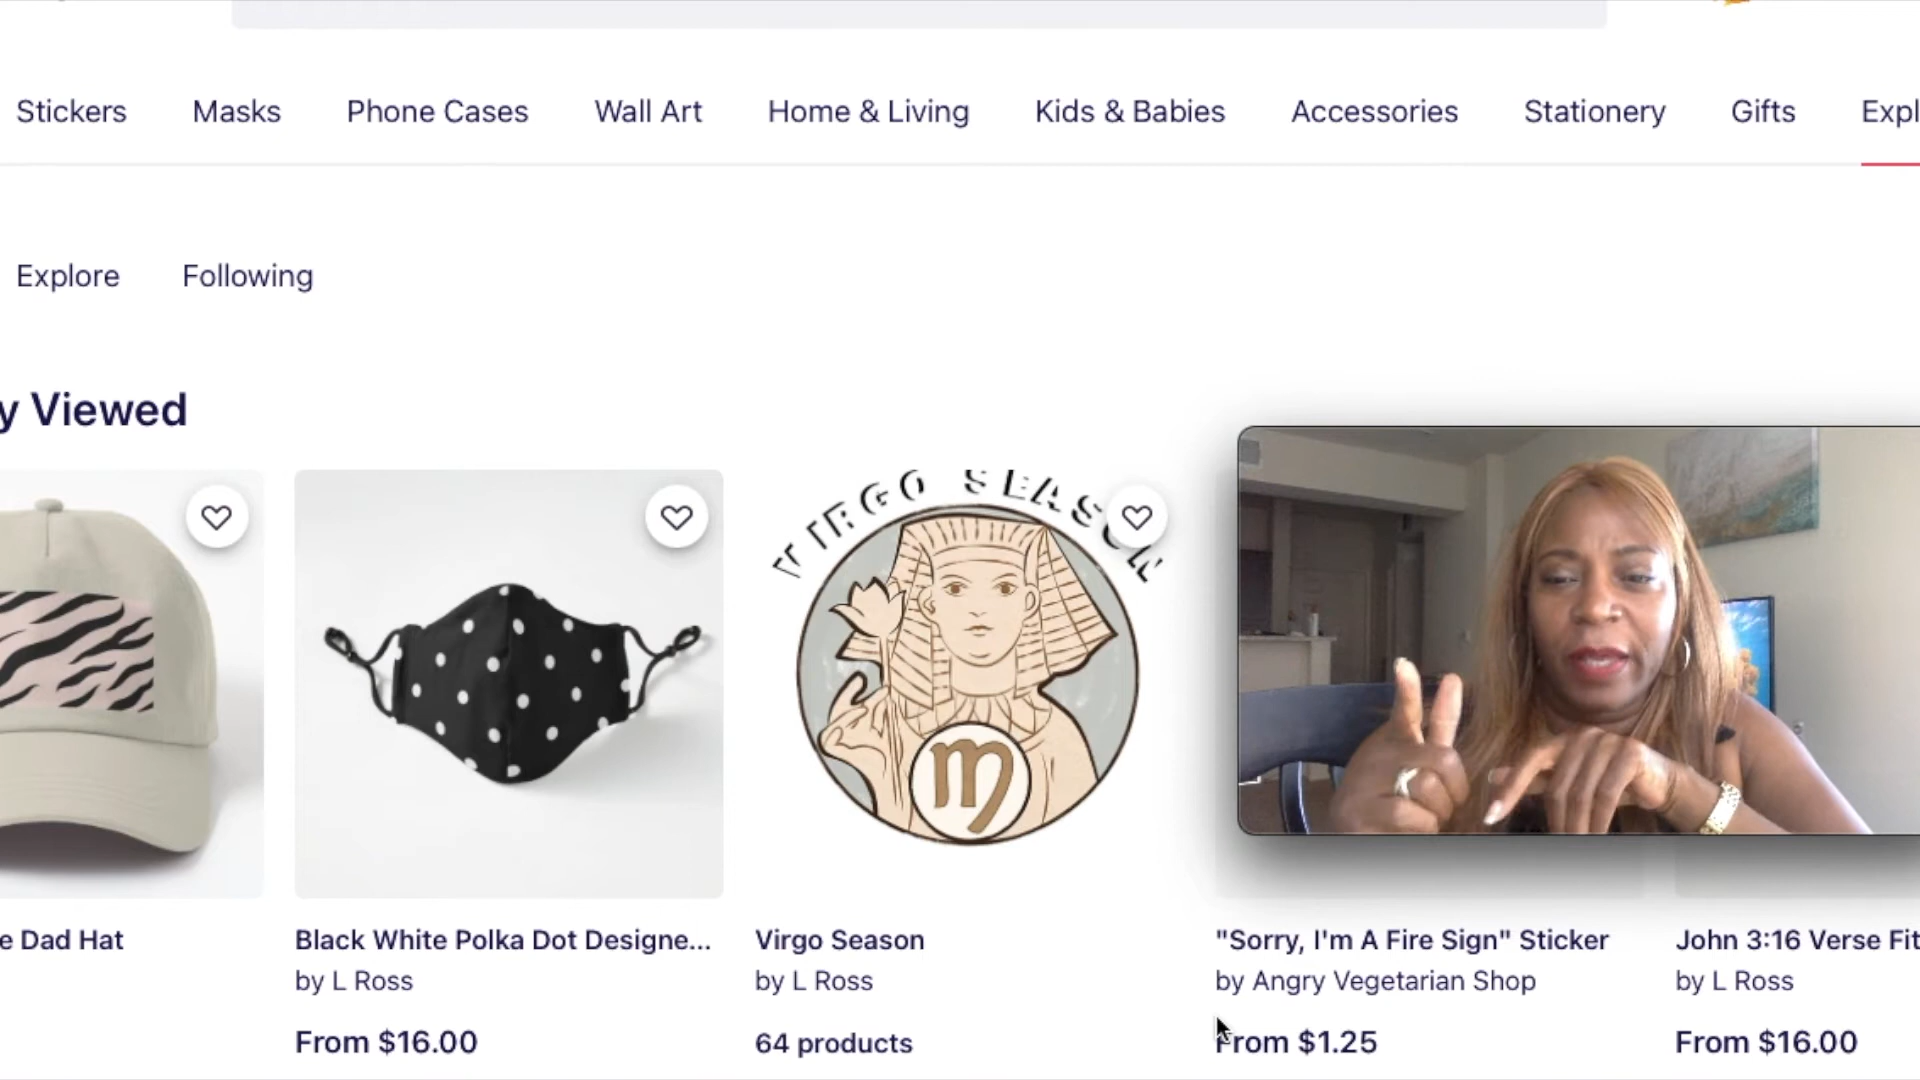 Stickers Masks Phone Cases Wall Art Home & Living Kids & Babies Accessories Stationery Gifts Expl
Explore Following
y Viewed
VIRGO SEASON
m
e Dad Hat
Black White Polka Dot Designe...
by L Ross
From $16.00
Virgo Season
by L Ross
64 products
"Sorry, I'm A Fire Sign" Sticker
by Angry Vegetarian Shop
From $1.25
John 3:16 Verse Fit
by L Ross
From $16.00